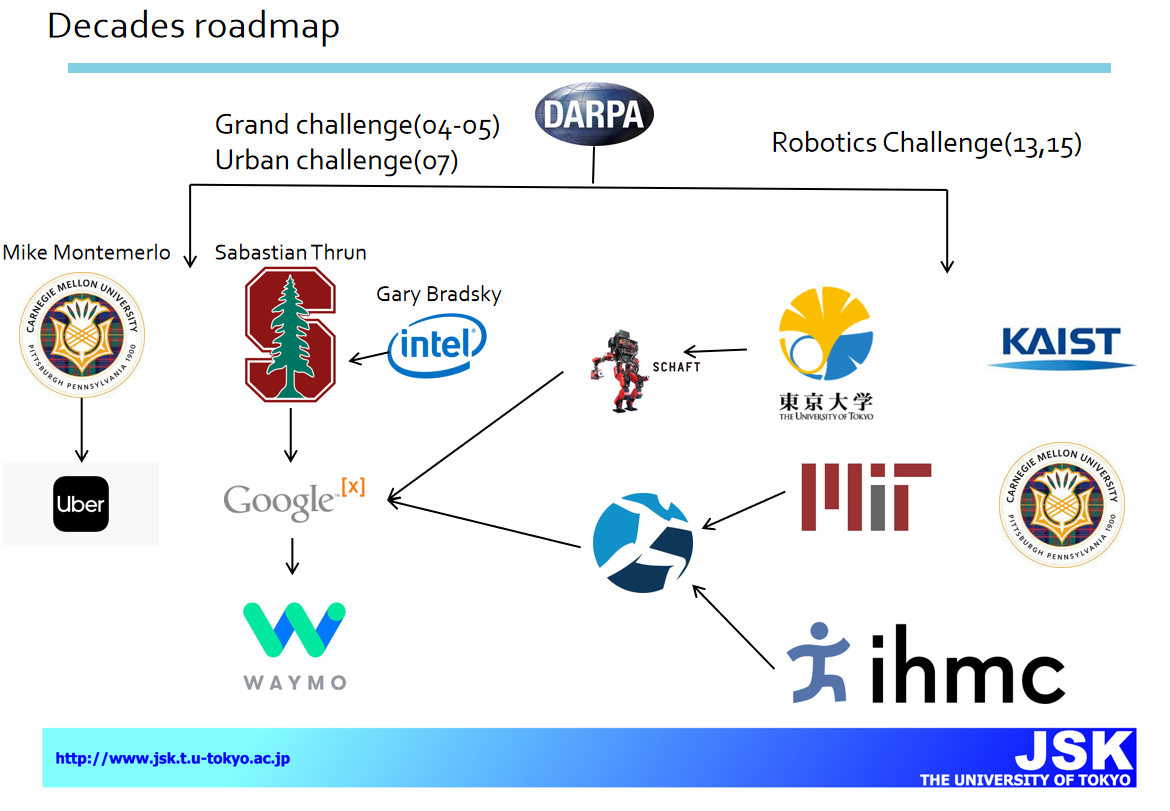 Decades roadmap
DARPA
Grand challenge(04-05)
Urban challenge(07)
Robotics Challenge(13,15)
Mike Montemerlo
Sabastian Thrun
Gary Bradsky
CARNEGIE MELLON UNIVERSITY
PITTSBURGH PENNSYLVANIA 1900
S
intel®
SCHAFT
東京大学
THE UNIVERSITY OF TOKYO
KAIST
Uber
Google™[x]
MIT
CARNEGIE MELLON UNIVERSITY
PITTSBURGH PENNSYLVANIA 1900
WAYMO
ihmc
http://www.jsk.t.u-tokyo.ac.jp
JSK
THE UNIVERSITY OF TOKYO